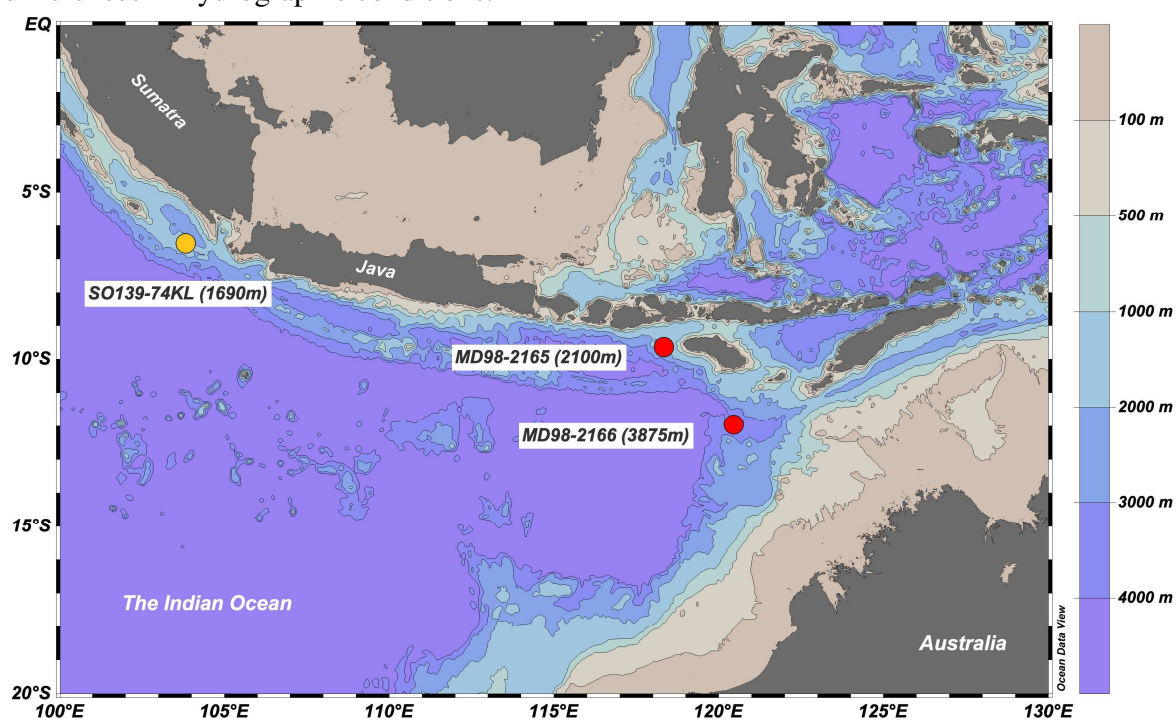 EQ
5°S
10°S
15°S
20°S
100°E
105°E
110°E
115°E
120°E
125°E
130°E
Sumatra
Java
SO139-74KL (1690m)
MD98-2165 (2100m)
MD98-2166 (3875m)
The Indian Ocean
Australia
Ocean Data View
100 m
500 m
1000 m
2000 m
3000 m
4000 m